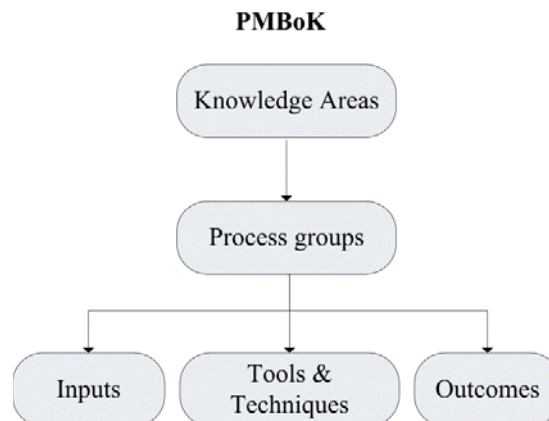 PMBoK
Knowledge Areas
Process groups
Inputs
Tools &
Techniques
Outcomes